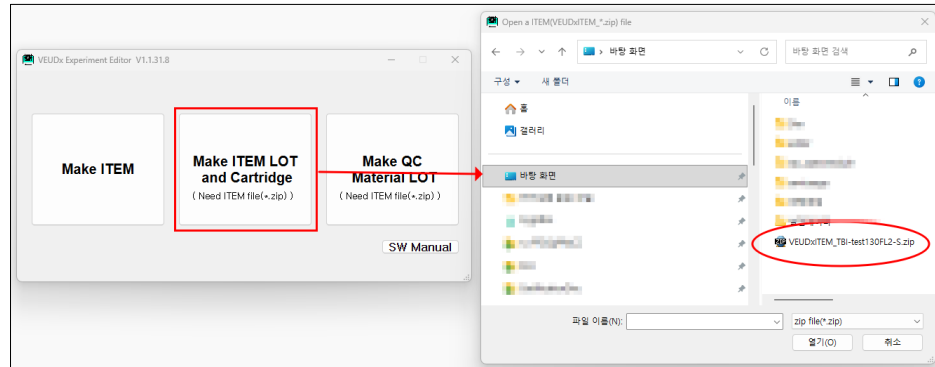 VEUDx Experiment Editor V1.1.31.8
Make ITEM
Make ITEM LOT
and Cartridge
( Need ITEM file(*.zip) )
Make QC
Material LOT
( Need ITEM file(*.zip) )
SW Manual
Open a ITEM(VEUDxITEM_*.zip) file
바탕 화면
바탕 화면 검색
구성
새 폴더
홈
갤러리
바탕 화면
이름
VEUDxITEM_TBI-test130FL2-S.zip
파일 이름(N):
zip file(*.zip)
열기(O)
취소